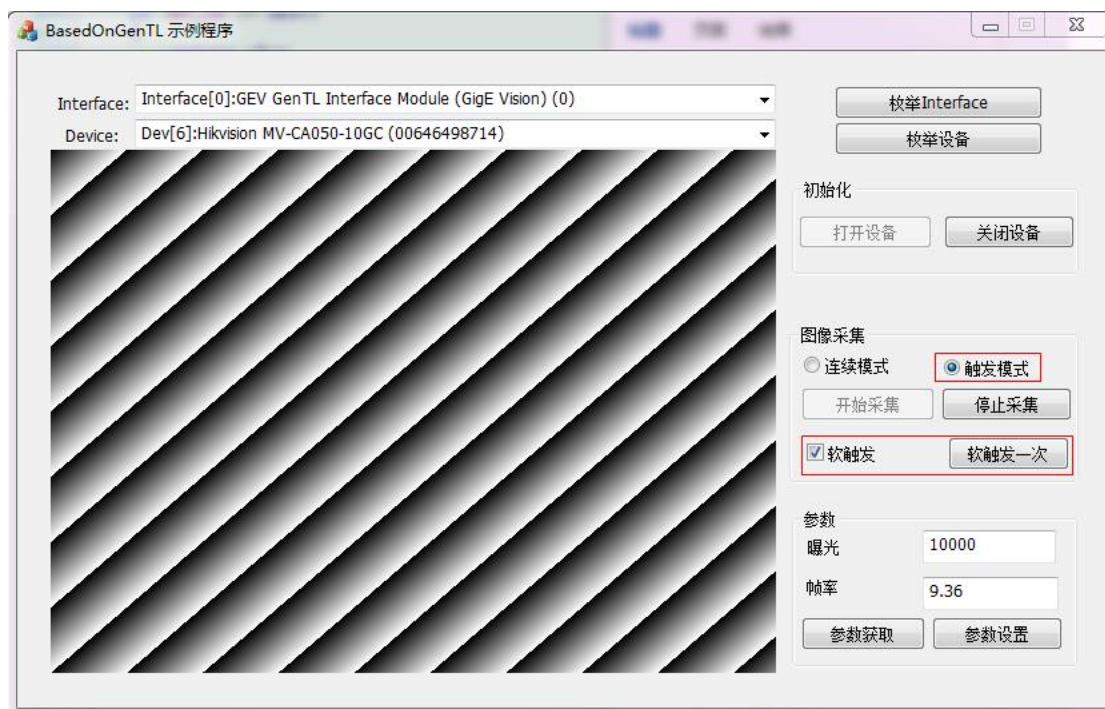 BasedOnGenTL 示例程序
Interface: Interface[0]:GEV GenTL Interface Module (GigE Vision) (0) 枚举Interface
Device: Dev[6]:Hikvision MV-CA050-10GC (00646498714) 枚举设备
初始化
打开设备 关闭设备
图像采集
连续模式 触发模式
开始采集 停止采集
软触发 软触发一次
参数
曝光 10000
帧率 9.36
参数获取 参数设置